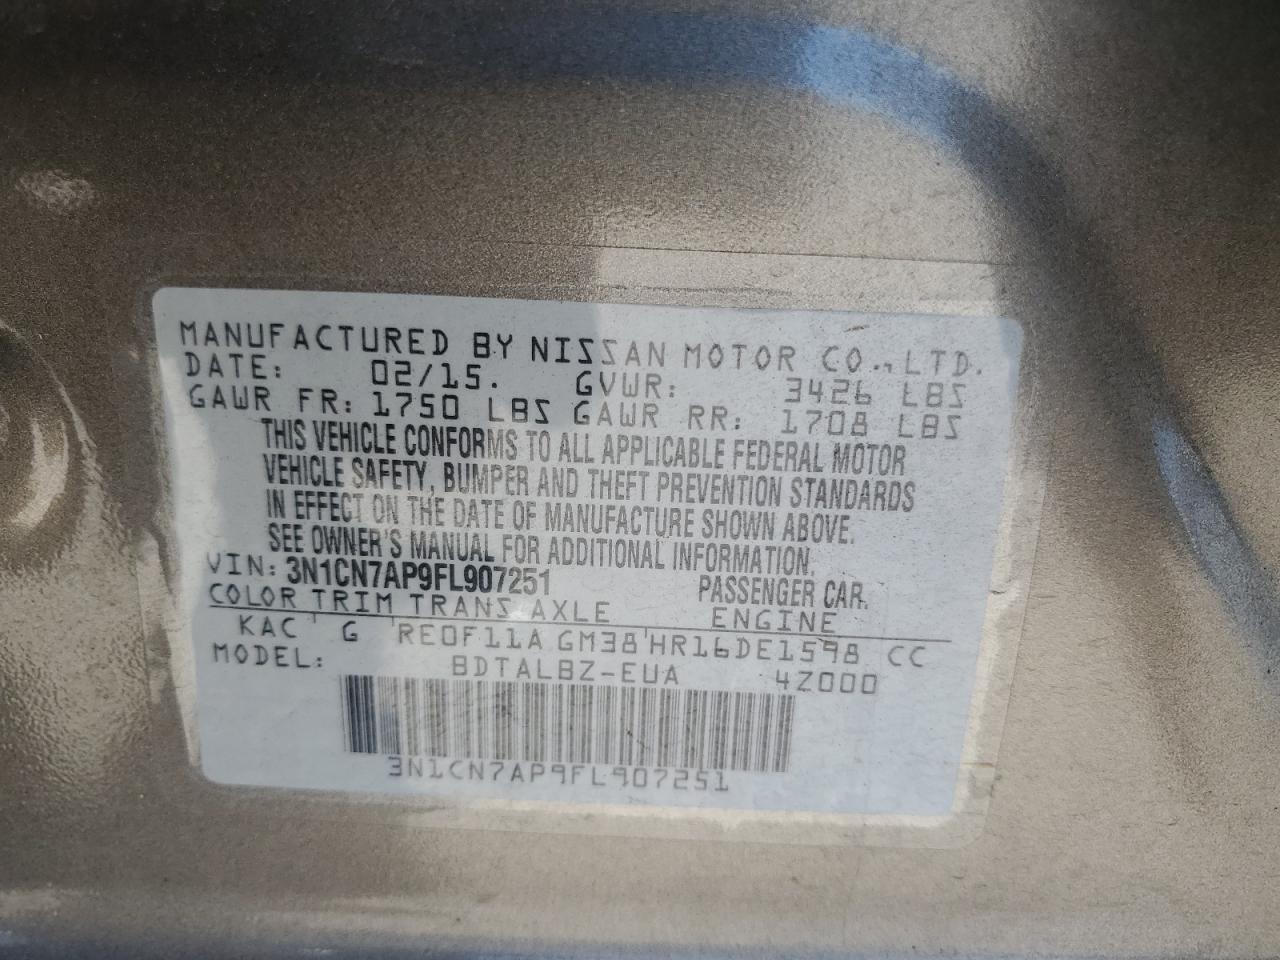 MANUFACTURED BY NISSAN MOTOR CO., LTD.
DATE: 02/15. GVWR: 3426 LBS
GAWR FR: 1750 LBS GAWR RR: 1708 LBS
THIS VEHICLE CONFORMS TO ALL APPLICABLE FEDERAL MOTOR
VEHICLE SAFETY, BUMPER AND THEFT PREVENTION STANDARDS
IN EFFECT ON THE DATE OF MANUFACTURE SHOWN ABOVE.
SEE OWNER'S MANUAL FOR ADDITIONAL INFORMATION.
VIN: 3N1CN7AP9FL907251 PASSENGER CAR.
COLOR TRIM TRANS AXLE ENGINE
KAC G RE0F11A GM38 HR16DE1598 CC
MODEL: BDTALBZ-EUA 4Z000
3N1CN7AP9FL907251